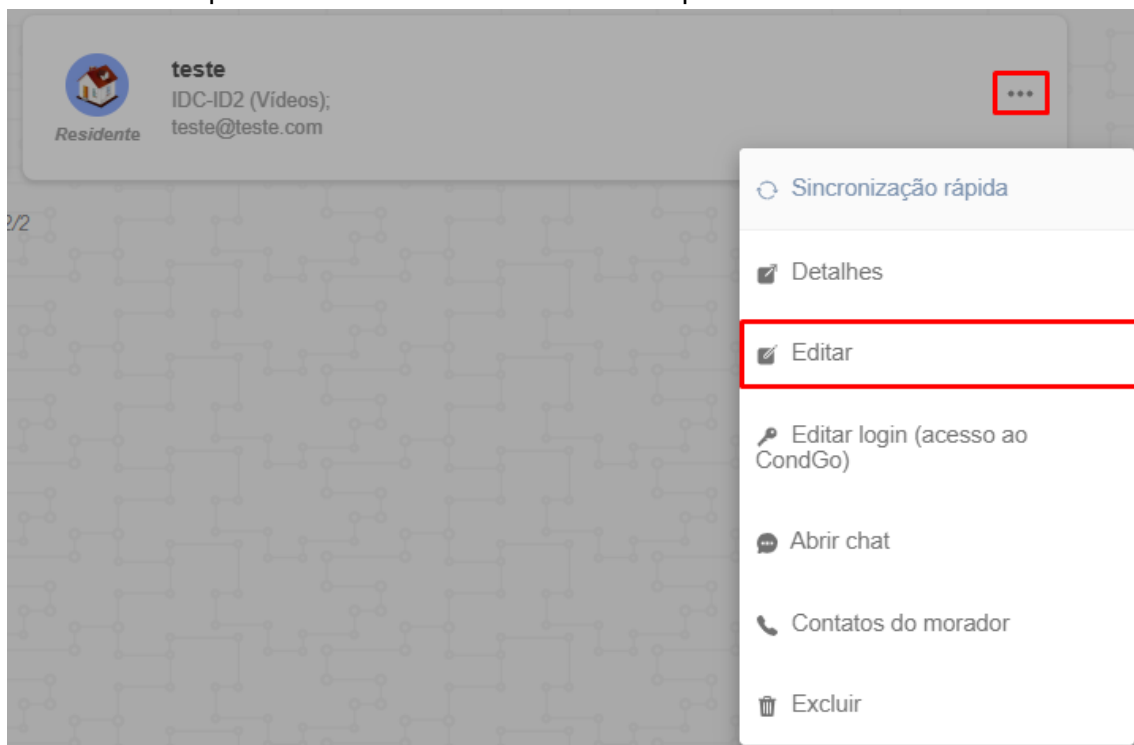 teste
IDC-ID2 (Vídeos);
teste@teste.com
Residente
2/2
Sincronização rápida
Detalhes
Editar
Editar login (acesso ao
CondGo)
Abrir chat
Contatos do morador
Excluir